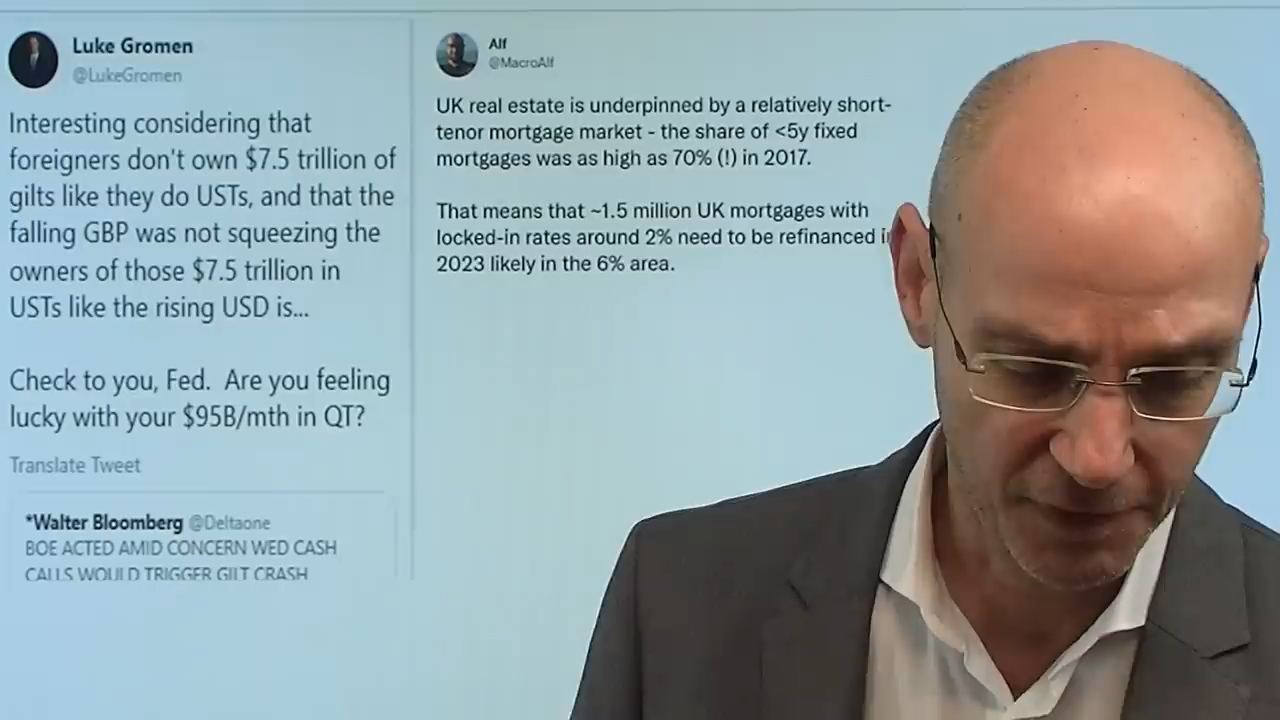 Luke Gromen
@LukeGromen
Interesting considering that
foreigners don't own $7.5 trillion of
gilts like they do USTs, and that the
falling GBP was not squeezing the
owners of those $7.5 trillion in
USTs like the rising USD is...
Check to you, Fed. Are you feeling
lucky with your $95B/mth in QT?
Translate Tweet
*Walter Bloomberg @Deltaone
BOE ACTED AMID CONCERN WED CASH
CALLS WOULD TRIGGER GILT CRASH
Alf
@MacroAlf
UK real estate is underpinned by a relatively short-
tenor mortgage market - the share of <5y fixed
mortgages was as high as 70% (!) in 2017.
That means that ~1.5 million UK mortgages with
locked-in rates around 2% need to be refinanced
2023 likely in the 6% area.